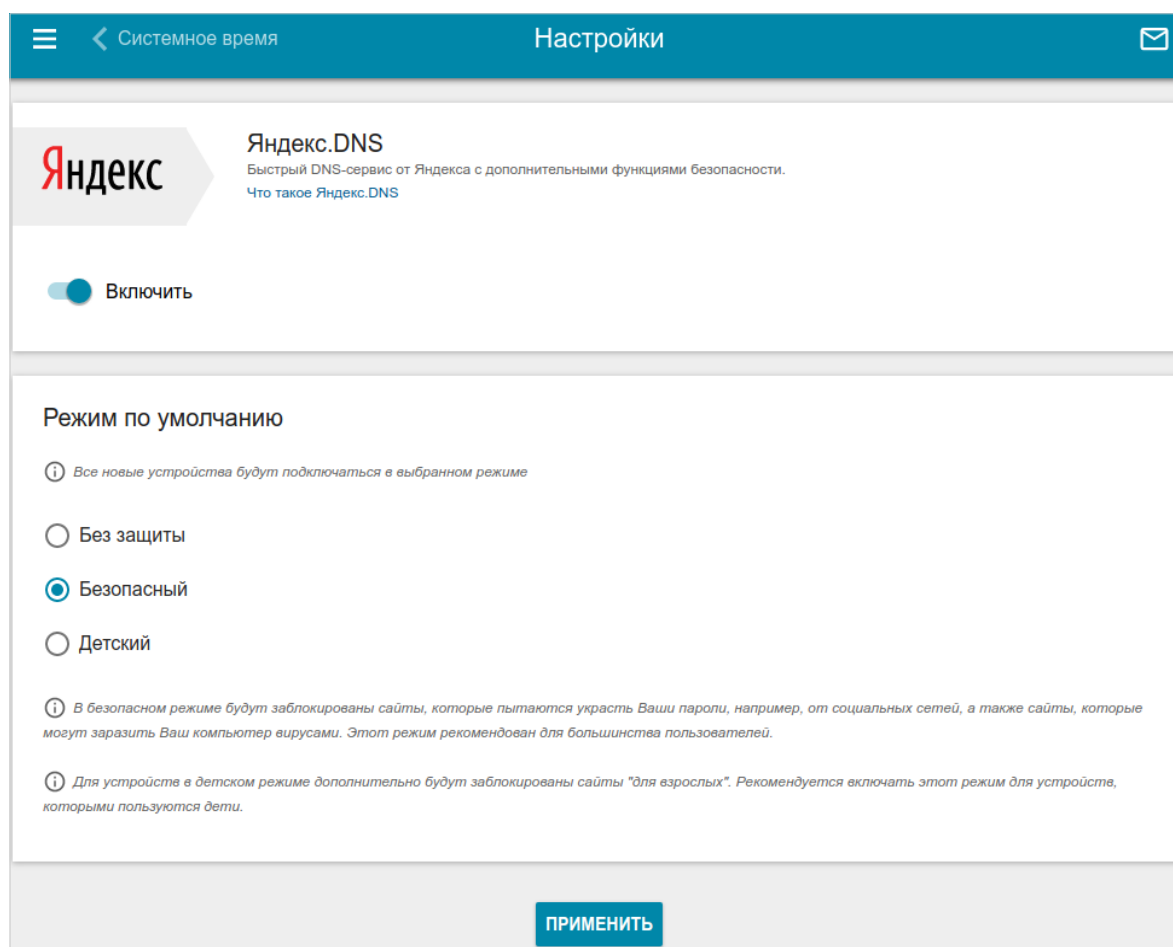 Системное время
Настройки
Яндекс
Яндекс.DNS
Быстрый DNS-сервис от Яндекса с дополнительными функциями безопасности.
Что такое Яндекс.DNS
Включить
Режим по умолчанию
Все новые устройства будут подключаться в выбранном режиме
Без защиты
Безопасный
Детский
В безопасном режиме будут заблокированы сайты, которые пытаются украсть Ваши пароли, например, от социальных сетей, а также сайты, которые
могут заразить Ваш компьютер вирусами. Этот режим рекомендован для большинства пользователей.
Для устройств в детском режиме дополнительно будут заблокированы сайты "для взрослых". Рекомендуется включать этот режим для устройств,
которыми пользуются дети.
ПРИМЕНИТЬ